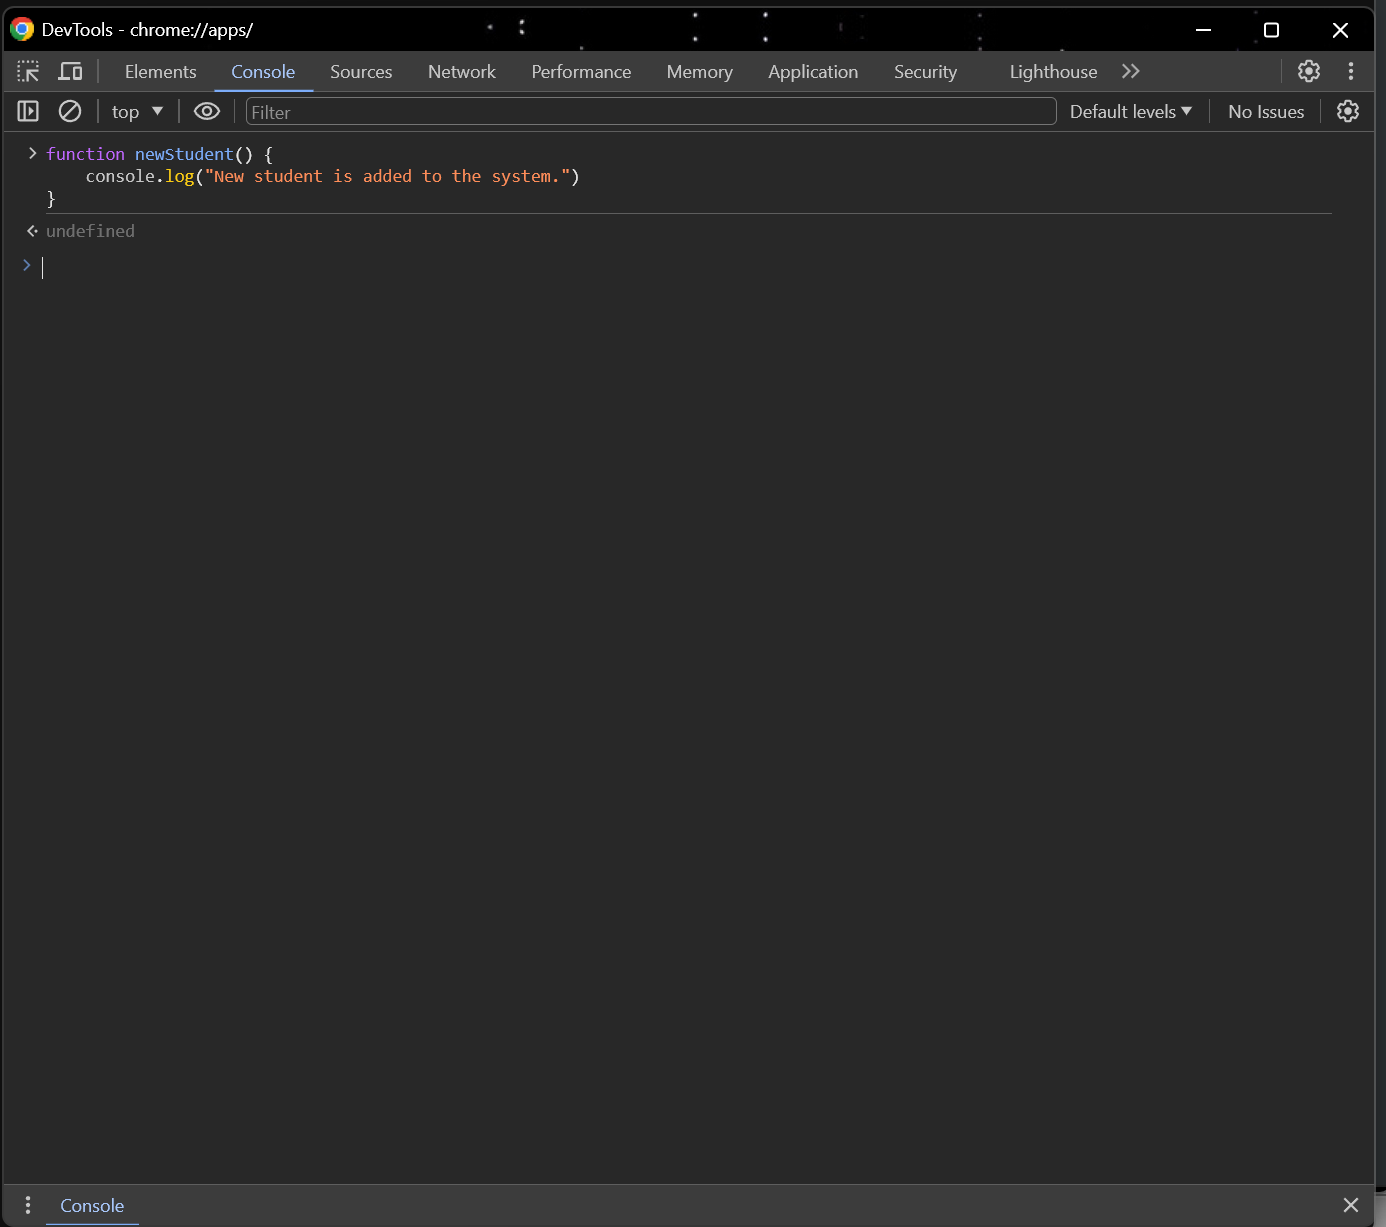 DevTools - chrome://apps/
Elements Console Sources Network Performance Memory Application Security Lighthouse
top Filter Default levels No Issues
function newStudent() {
    console.log("New student is added to the system.")
}
undefined
Console